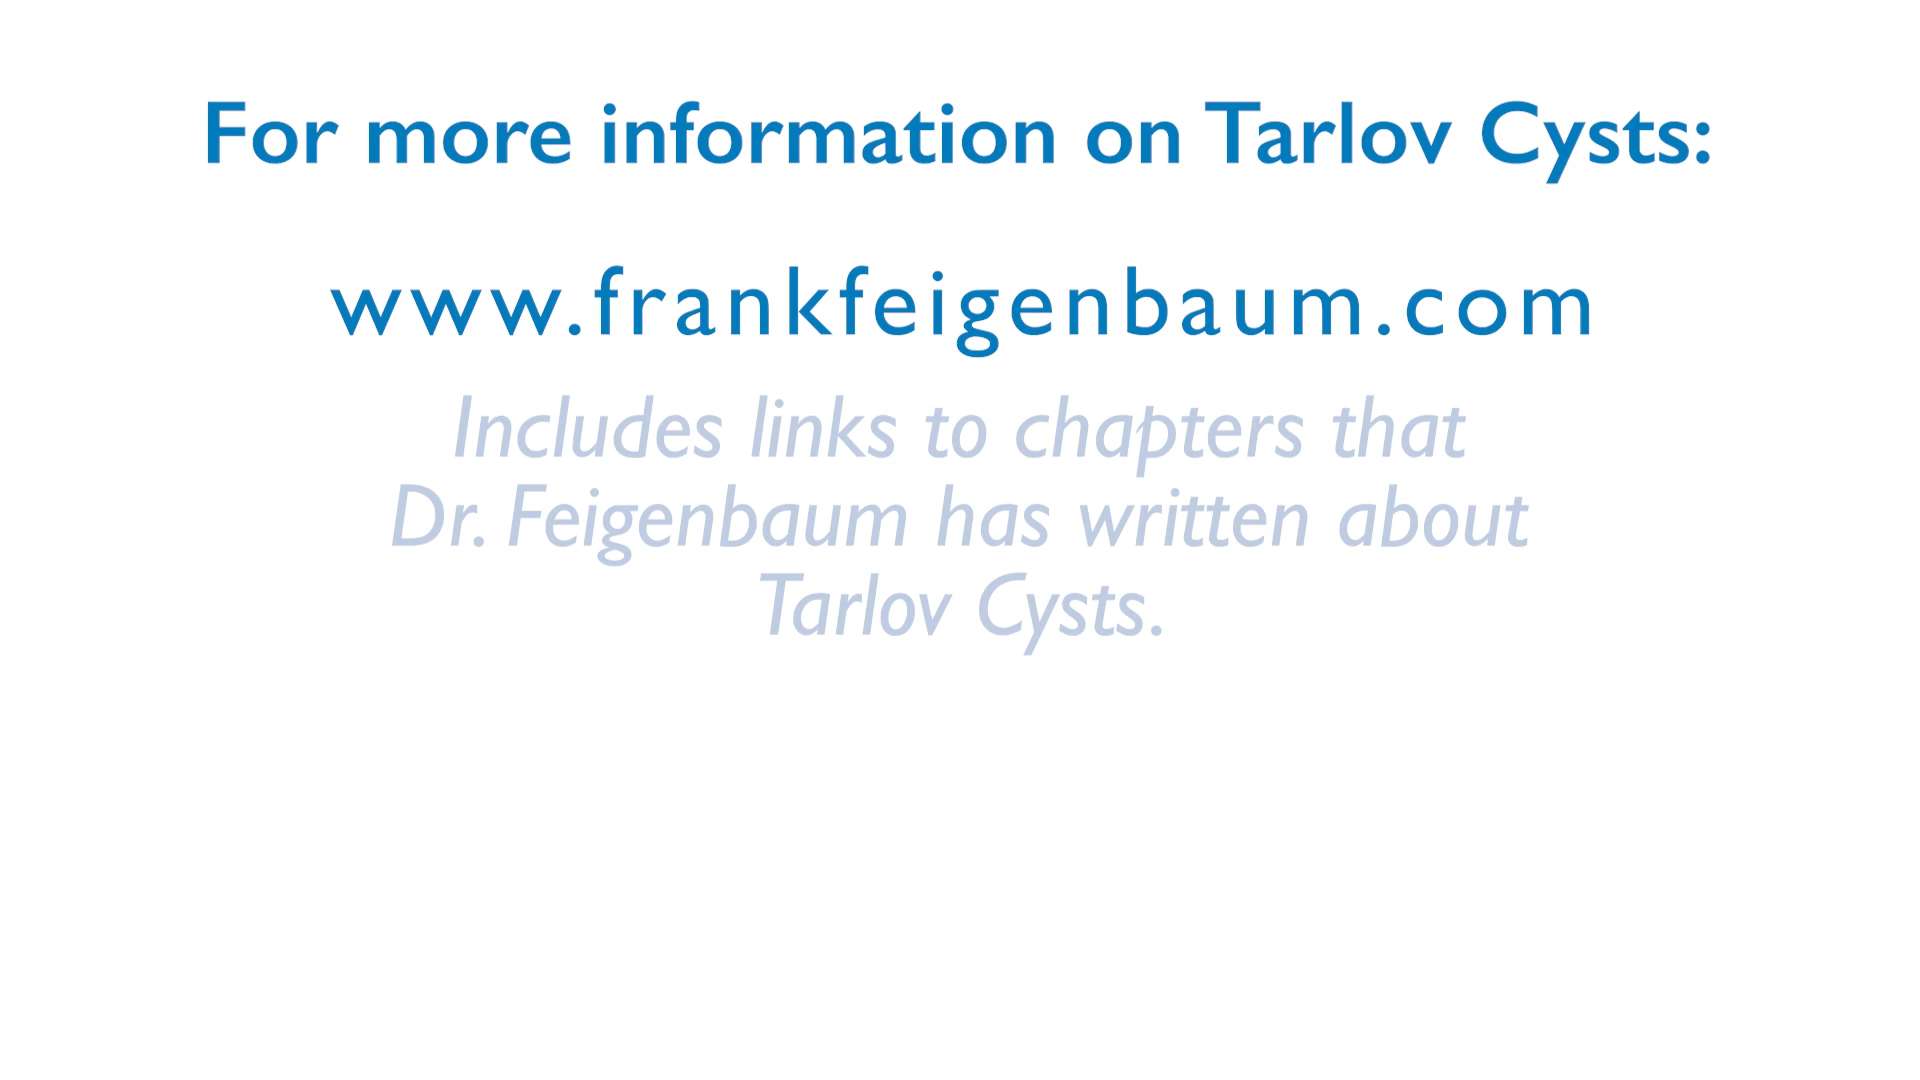 For more information on Tarlov Cysts:
www.frankfeigenbaum.com
Includes links to chapters that
Dr. Feigenbaum has written about
Tarlov Cysts.